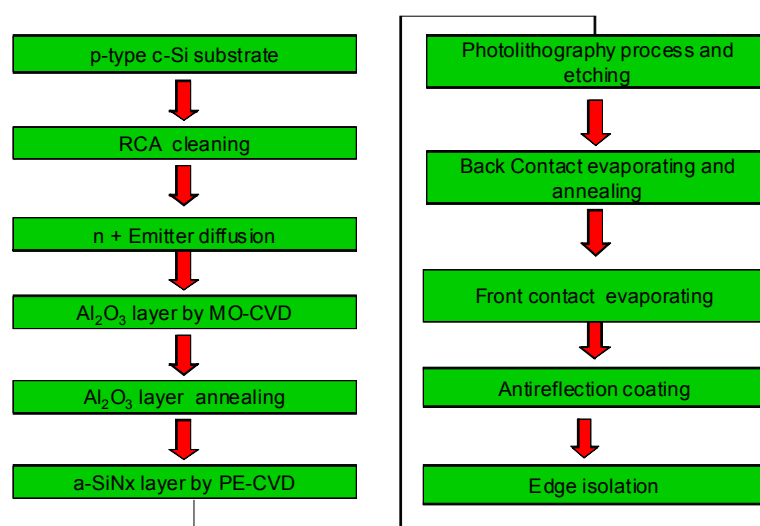 p-type c-Si substrate
RCA cleaning
n + Emitter diffusion
Al₂O₃ layer by MO-CVD
Al₂O₃ layer annealing
a-SiNx layer by PE-CVD
Photolithography process and
etching
Back Contact evaporating and
annealing
Front contact evaporating
Antireflection coating
Edge isolation